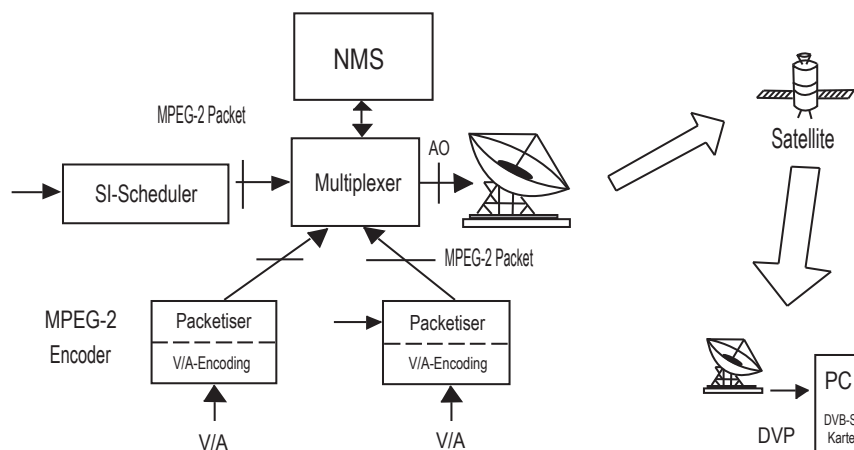 NMS
MPEG-2 Packet
Satellite
AO
SI-Scheduler
Multiplexer
MPEG-2 Packet
MPEG-2
Encoder
Packetiser
V/A-Encoding
Packetiser
V/A-Encoding
PC
DVB-S
Karte
DVP
V/A
V/A